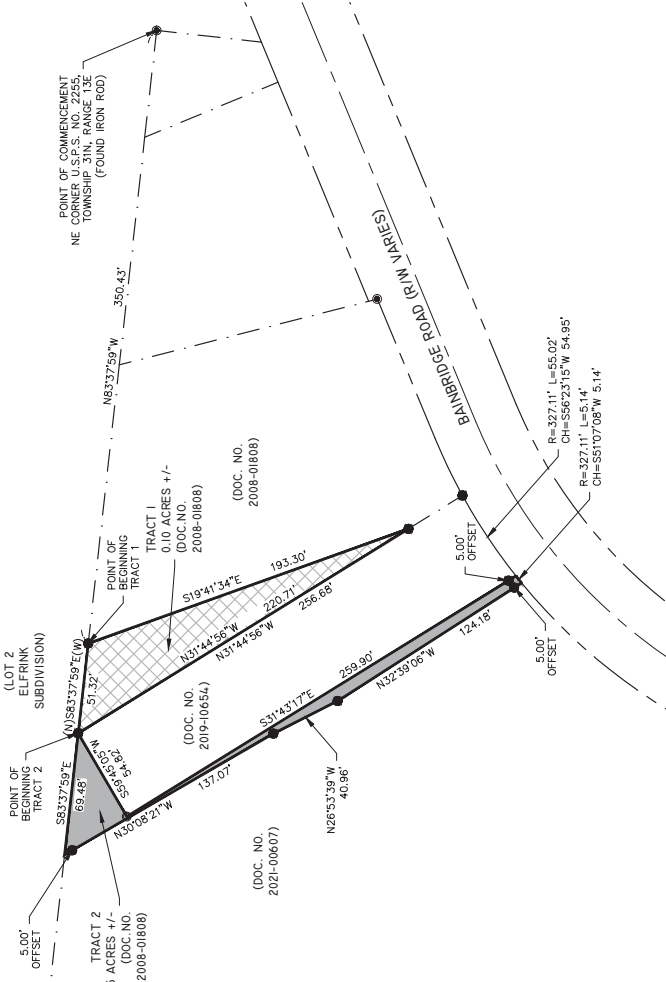 POINT OF COMMENCEMENT
NE CORNER U.S.P.S. NO. 2255,
TOWNSHIP 31N, RANGE 13E
(FOUND IRON ROD)
N83°37'59"W
350.43'
BAINBRIDGE ROAD (R/W VARIES)
(LOT 2
ELFRINK
SUBDIVISION)
POINT OF
BEGINNING
TRACT 1
TRACT 1
0.10 ACRES +/-
(DOC.NO.
2008-01808)
(DOC. NO.
2008-01808)
(N)S83°37'59"E(W)
51.32'
S19°41'34"E
193.30'
220.71'
N31°44'56"W
N31°44'56"W
256.68'
POINT OF
BEGINNING
TRACT 2
S83°37'59"E
69.48'
S59°45'05"W
54.82'
(DOC. NO.
2019-10654)
S31°43'17"E
259.90'
N30°08'21"W
137.07'
N26°53'39"W
40.96'
N32°39'06"W
124.18'
5.00'
OFFSET
5.00'
OFFSET
R=327.11' L=55.02'
CH=S56°23'15"W 54.95'
R=327.11' L=5.14'
CH=S51°07'08"W 5.14'
(DOC. NO.
2021-00607)
5.00'
OFFSET
TRACT 2
ACRES +/-
(DOC.NO.
2008-01808)